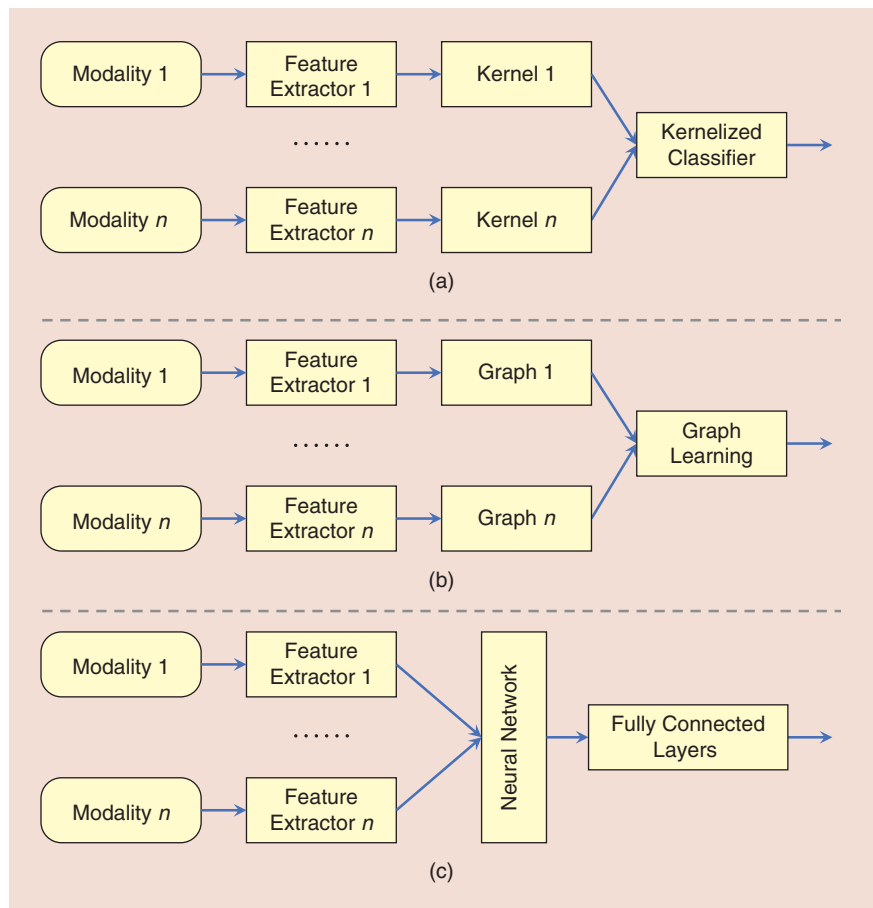 Modality 1
Feature
Extractor 1
Kernel 1
Kernelized
Classifier
......
Modality n
Feature
Extractor n
Kernel n
(a)
Modality 1
Feature
Extractor 1
Graph 1
Graph
Learning
......
Modality n
Feature
Extractor n
Graph n
(b)
Modality 1
Feature
Extractor 1
Neural Network
Fully Connected
Layers
......
Modality n
Feature
Extractor n
(c)